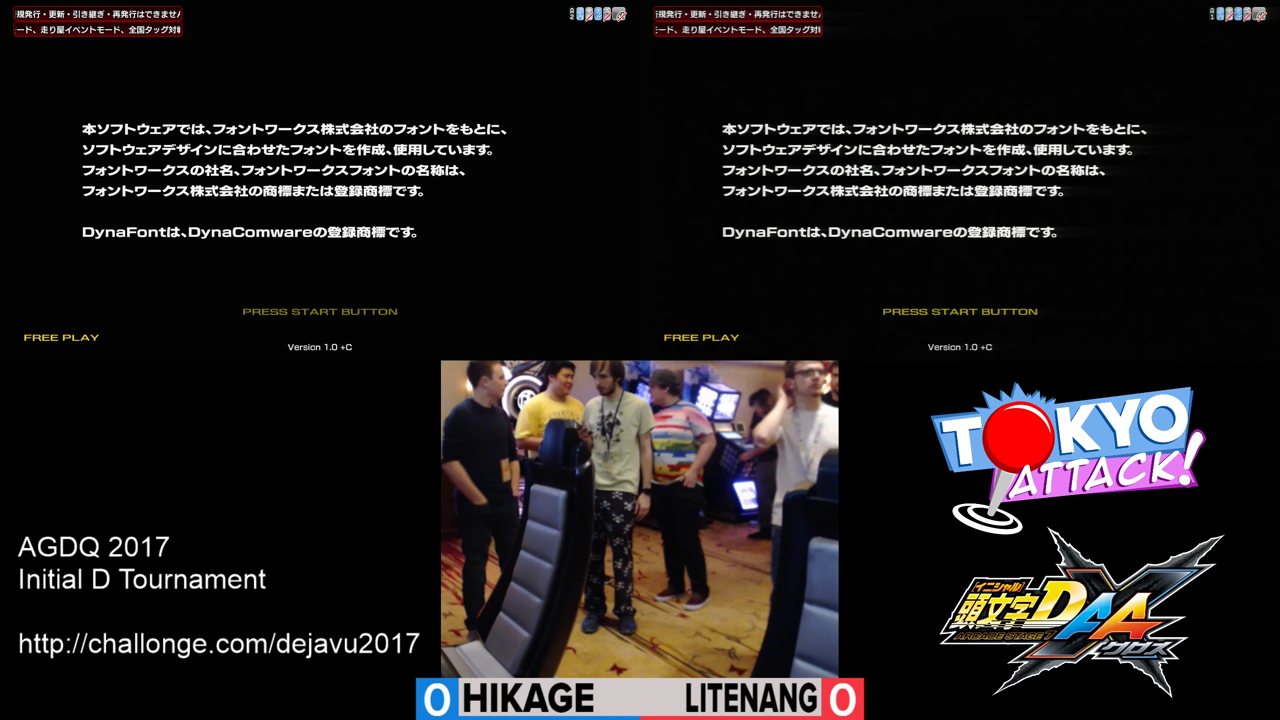 規発行・更新・引き継ぎ・再発行はできません
ード、走り屋イベントモード、全国タッグ対戦
本ソフトウェアでは、フォントワークス株式会社のフォントをもとに、
ソフトウェアデザインに合わせたフォントを作成、使用しています。
フォントワークスの社名、フォントワークスフォントの名称は、
フォントワークス株式会社の商標または登録商標です。
DynaFontは、DynaComwareの登録商標です。
PRESS START BUTTON
FREE PLAY
Version 1.0 +C
規発行・更新・引き継ぎ・再発行はできません
ード、走り屋イベントモード、全国タッグ対戦
本ソフトウェアでは、フォントワークス株式会社のフォントをもとに、
ソフトウェアデザインに合わせたフォントを作成、使用しています。
フォントワークスの社名、フォントワークスフォントの名称は、
フォントワークス株式会社の商標または登録商標です。
DynaFontは、DynaComwareの登録商標です。
PRESS START BUTTON
FREE PLAY
Version 1.0 +C
AGDQ 2017
Initial D Tournament
http://challonge.com/dejavu2017
0 HIKAGE
LITENANG 0
TOKYO
ATTACK!
[イニシャル]
頭文字D
ARCADE STAGE 7
AA X
クロス